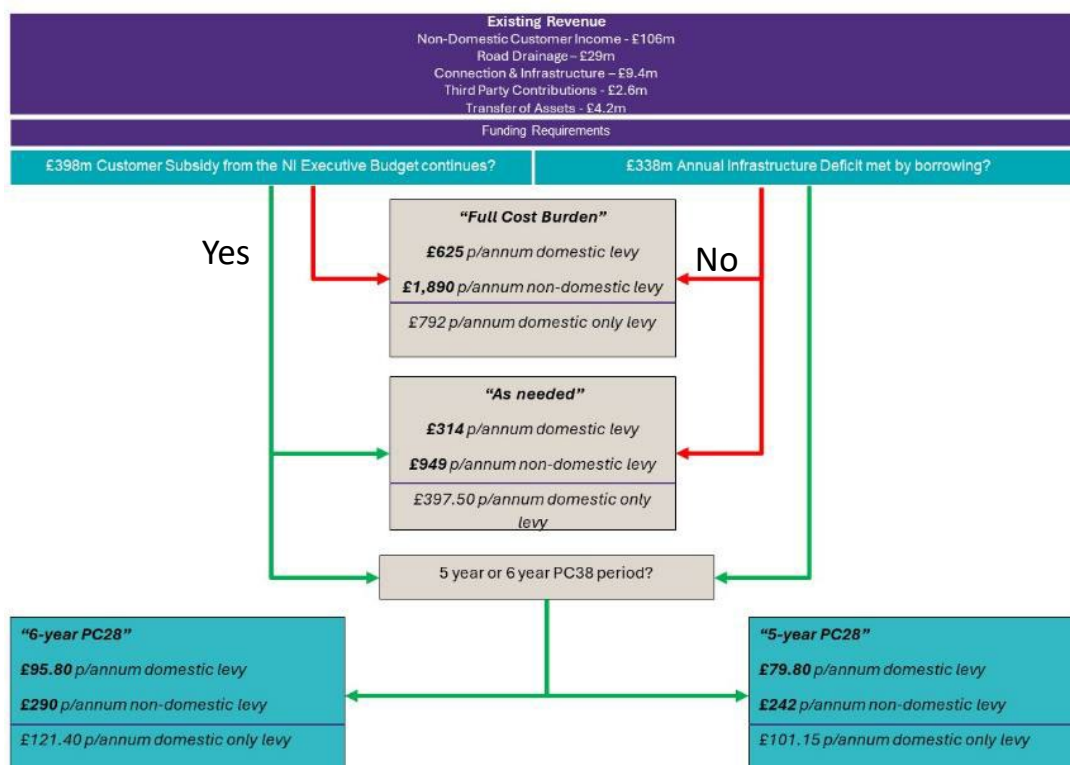 Existing Revenue
Non-Domestic Customer Income - £106m
Road Drainage – £29m
Connection & Infrastructure – £9.4m
Third Party Contributions - £2.6m
Transfer of Assets - £4.2m
Funding Requirements
£398m Customer Subsidy from the NI Executive Budget continues?
£338m Annual Infrastructure Deficit met by borrowing?
Yes
No
"Full Cost Burden"
£625 p/annum domestic levy
£1,890 p/annum non-domestic levy
£792 p/annum domestic only levy
"As needed"
£314 p/annum domestic levy
£949 p/annum non-domestic levy
£397.50 p/annum domestic only
levy
5 year or 6 year PC38 period?
"6-year PC28"
£95.80 p/annum domestic levy
£290 p/annum non-domestic levy
£121.40 p/annum domestic only levy
"5-year PC28"
£79.80 p/annum domestic levy
£242 p/annum non-domestic levy
£101.15 p/annum domestic only levy